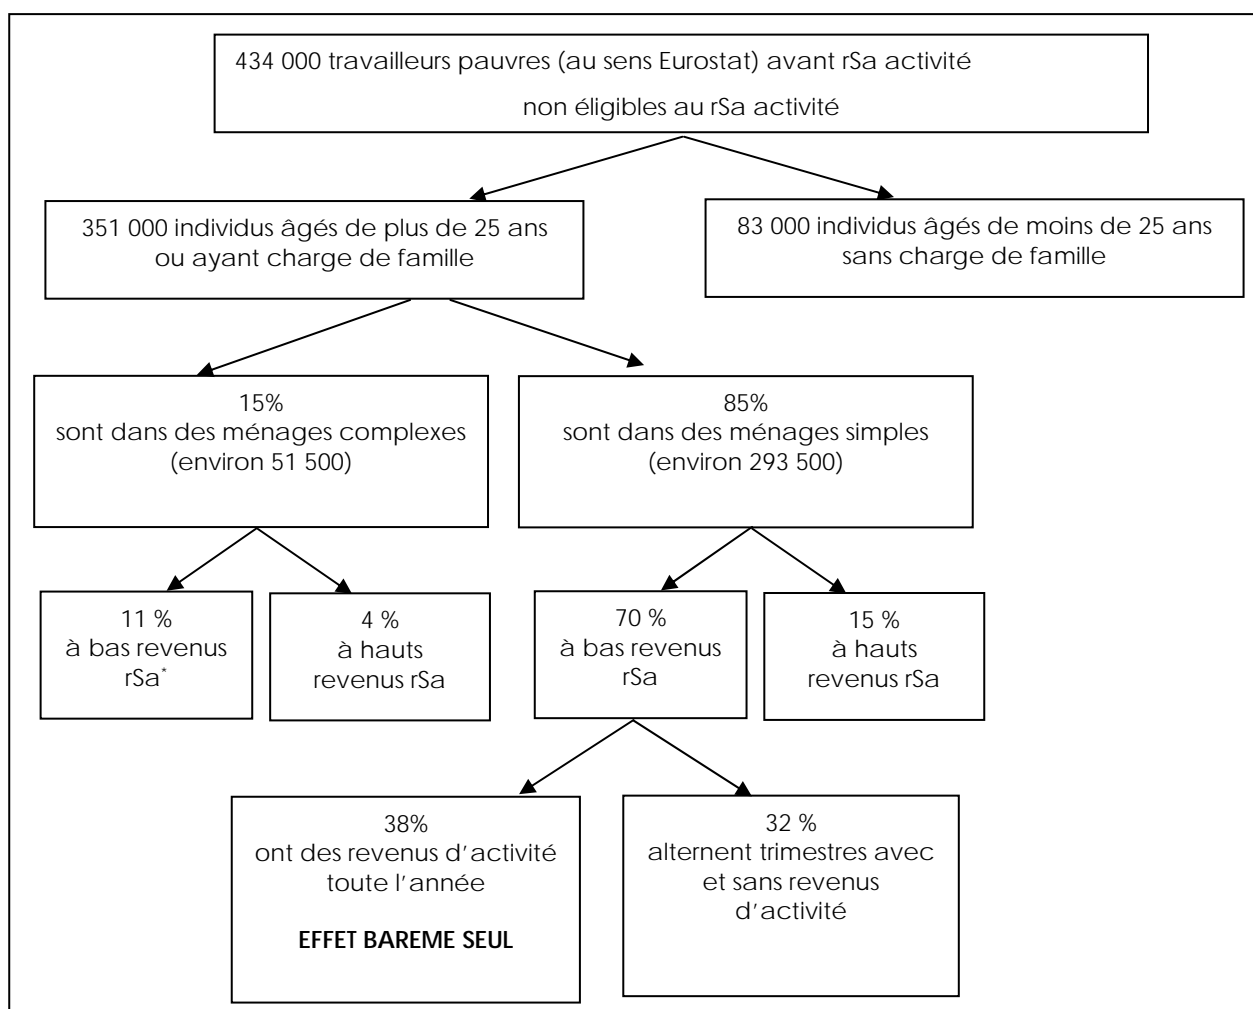 434 000 travailleurs pauvres (au sens Eurostat) avant rSa activité
non éligibles au rSa activité
351 000 individus âgés de plus de 25 ans
ou ayant charge de famille
83 000 individus âgés de moins de 25 ans
sans charge de famille
15%
sont dans des ménages complexes
(environ 51 500)
85%
sont dans des ménages simples
(environ 293 500)
11 %
à bas revenus
rSa*
4 %
à hauts
revenus rSa
70 %
à bas revenus
rSa
15 %
à hauts
revenus rSa
38%
ont des revenus d’activité
toute l’année
EFFET BAREME SEUL
32 %
alternent trimestres avec
et sans revenus
d’activité